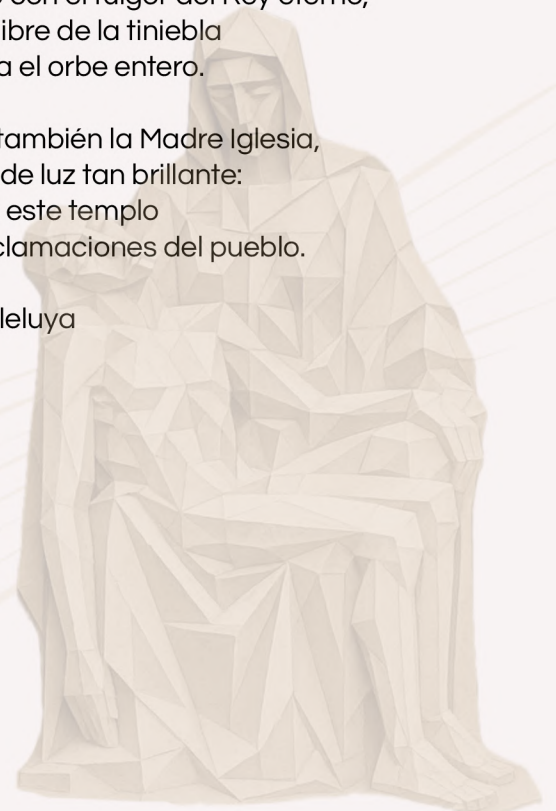 con el fulgor del Rey eterno,
ibre de la tiniebla
a el orbe entero.
también la Madre Iglesia,
de luz tan brillante:
este templo
clamaciones del pueblo.
leluya